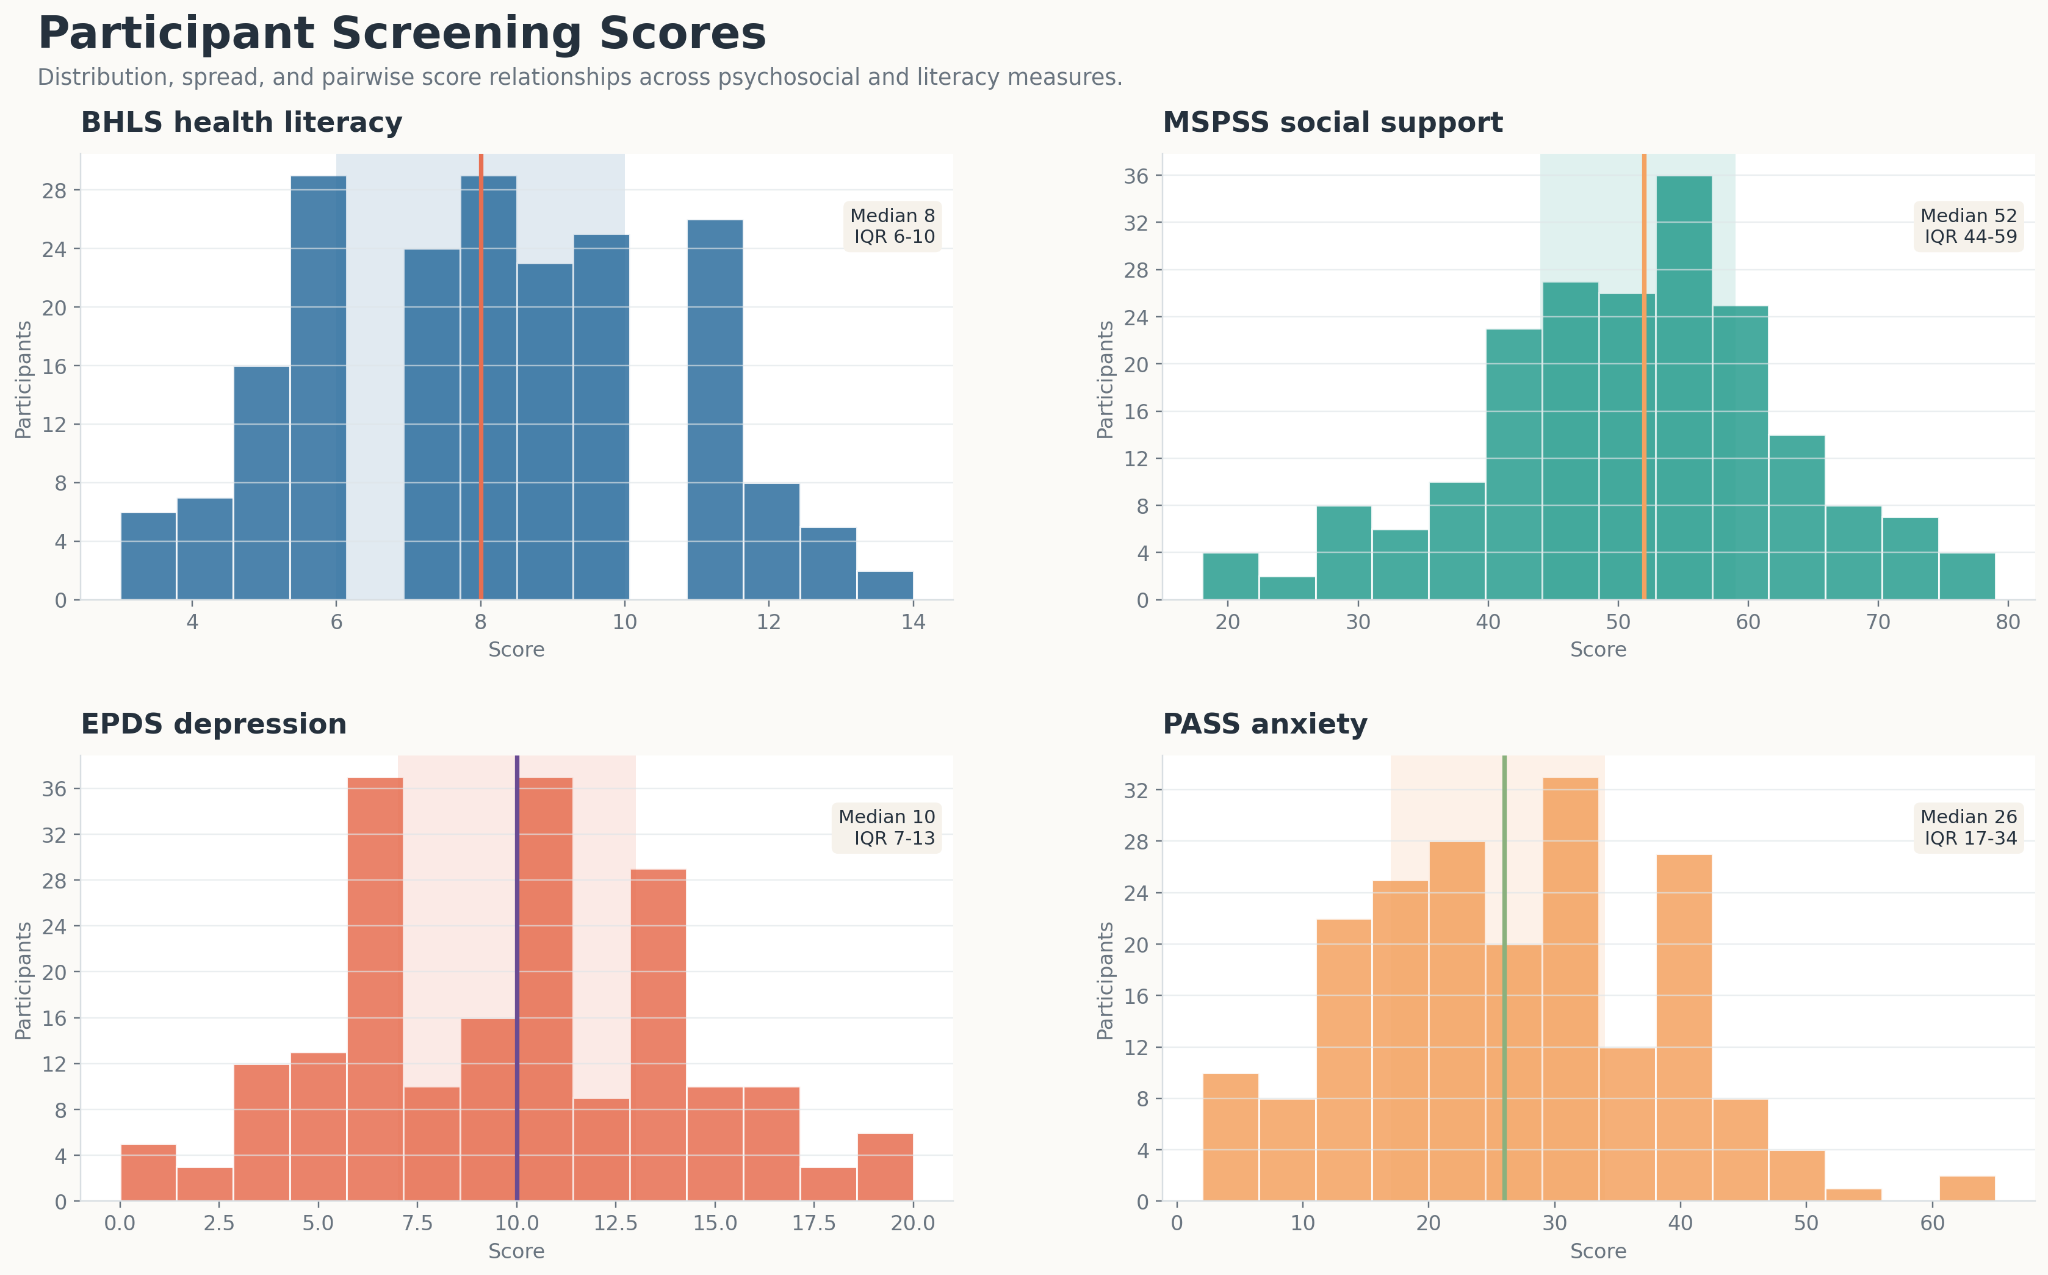 Participant Screening Scores
Distribution, spread, and pairwise score relationships across psychosocial and literacy measures.
BHLS health literacy
28
24
20
16
12
8
4
0
Participants
Median 8
IQR 6-10
4 6 8 10 12 14
Score
MSPSS social support
36
32
28
24
20
16
12
8
4
0
Participants
Median 52
IQR 44-59
20 30 40 50 60 70 80
Score
EPDS depression
36
32
28
24
20
16
12
8
4
0
Participants
Median 10
IQR 7-13
0.0 2.5 5.0 7.5 10.0 12.5 15.0 17.5 20.0
Score
PASS anxiety
32
28
24
20
16
12
8
4
0
Participants
Median 26
IQR 17-34
0 10 20 30 40 50 60
Score